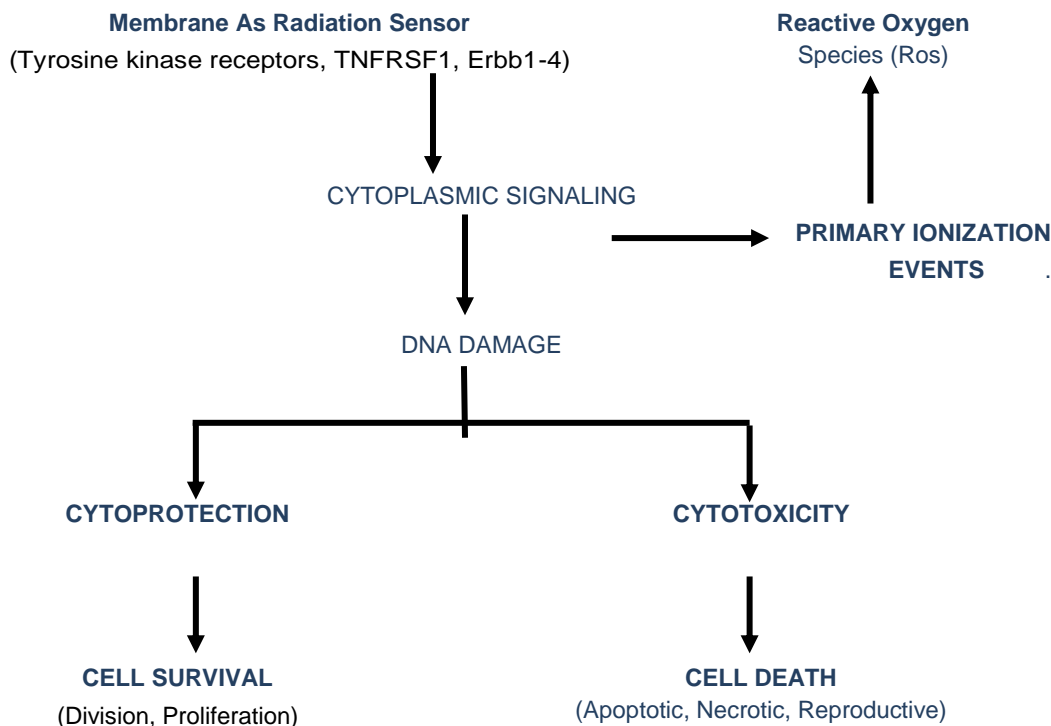 Membrane As Radiation Sensor
(Tyrosine kinase receptors, TNFRSF1, Erbb1-4)
Reactive Oxygen
Species (Ros)
CYTOPLASMIC SIGNALING
PRIMARY IONIZATION
EVENTS .
DNA DAMAGE
CYTOPROTECTION
CYTOTOXICITY
CELL SURVIVAL
(Division, Proliferation)
CELL DEATH
(Apoptotic, Necrotic, Reproductive)